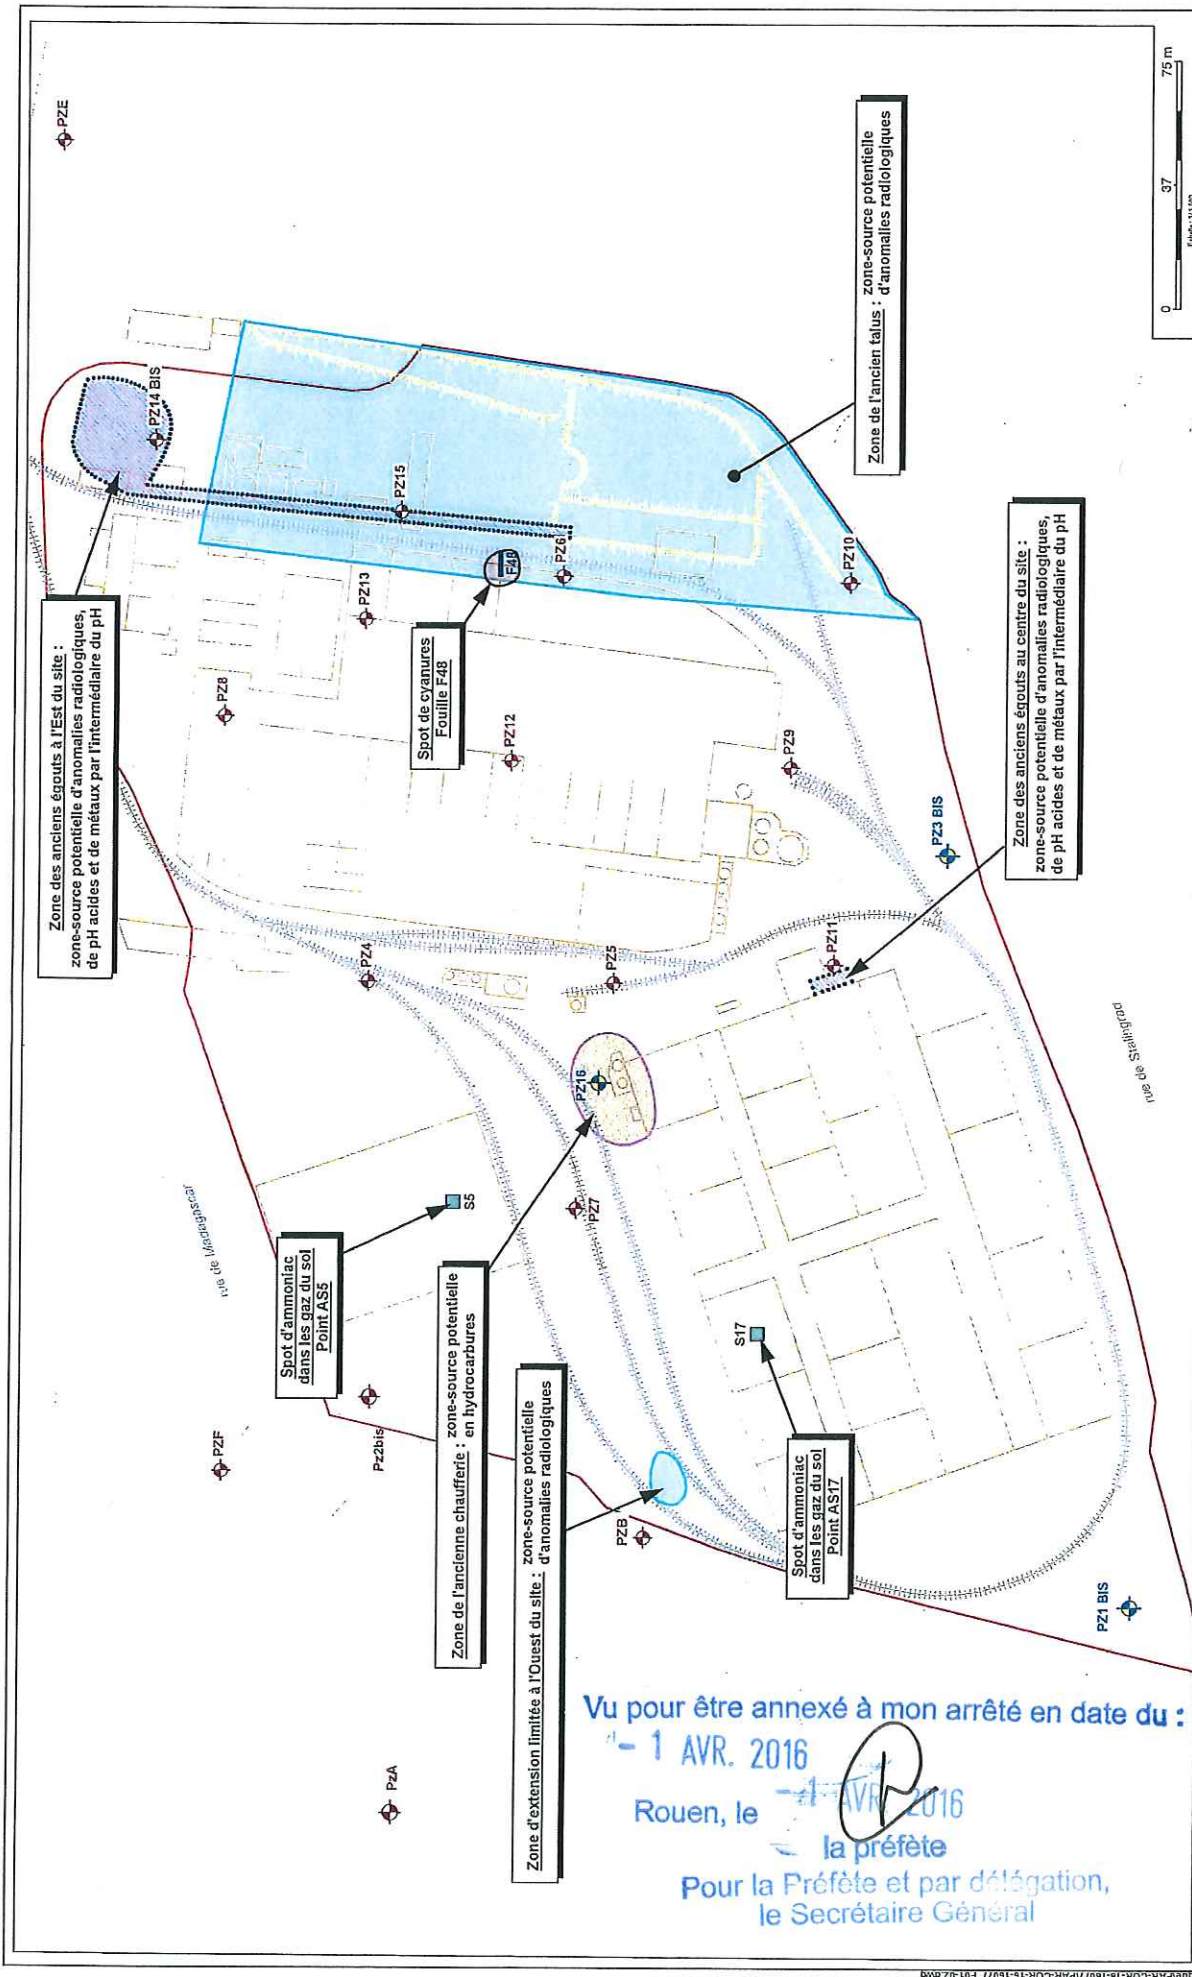 PZE
75 m
37
0
Zone de l'ancien talus : zone-source potentielle
d'anomalies radiologiques
PZ14 BIS
PZ15
PZ6
PZ10
F48
PZ13
PZ8
PZ12
PZ9
Zone des anciens égouts à l'Est du site :
zone-source potentielle d'anomalies radiologiques,
de pH acides et de métaux par l'intermédiaire du pH
Spot de cyanures
Fouille F48
Zone des anciens égouts au centre du site :
zone-source potentielle d'anomalies radiologiques,
de pH acides et de métaux par l'intermédiaire du pH
PZ3 BIS
PZ4
PZ5
PZ11
PZ16
PZ7
rue de Stalingrad
rue de Madagascar
S5
Spot d'ammoniac
dans les gaz du sol
Point AS5
Zone de l'ancienne chaufferie : zone-source potentielle
en hydrocarbures
S17
Zone d'extension limitée à l'Ouest du site : zone-source potentielle
d'anomalies radiologiques
Spot d'ammoniac
dans les gaz du sol
Point AS17
PZF
Pz2bis
PZB
PZ1 BIS
PzA
Vu pour être annexé à mon arrêté en date du :
- 1 AVR. 2016
Rouen, le - 1 AVR. 2016
la préfète
Pour la Préfète et par délégation,
le Secrétaire Général